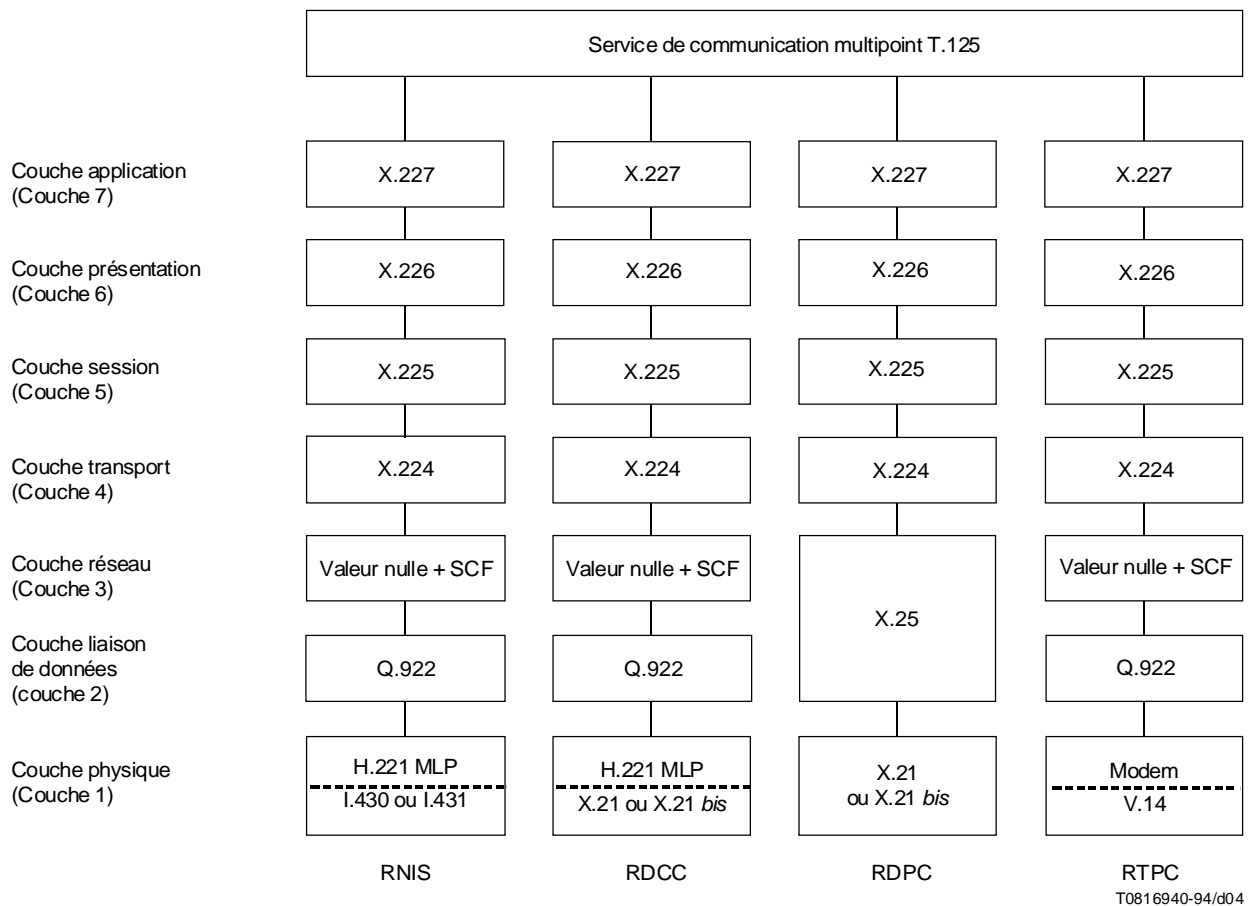 Service de communication multipoint T.125
Couche application
(Couche 7)
X.227
X.227
X.227
X.227
Couche présentation
(Couche 6)
X.226
X.226
X.226
X.226
Couche session
(Couche 5)
X.225
X.225
X.225
X.225
Couche transport
(Couche 4)
X.224
X.224
X.224
X.224
Couche réseau
(Couche 3)
Valeur nulle + SCF
Valeur nulle + SCF
X.25
Valeur nulle + SCF
Couche liaison
de données
(couche 2)
Q.922
Q.922
Q.922
Couche physique
(Couche 1)
H.221 MLP
I.430 ou I.431
H.221 MLP
X.21 ou X.21 bis
X.21
ou X.21 bis
Modem
V.14
RNIS
RDCC
RDPC
RTPC
T0816940-94/d04